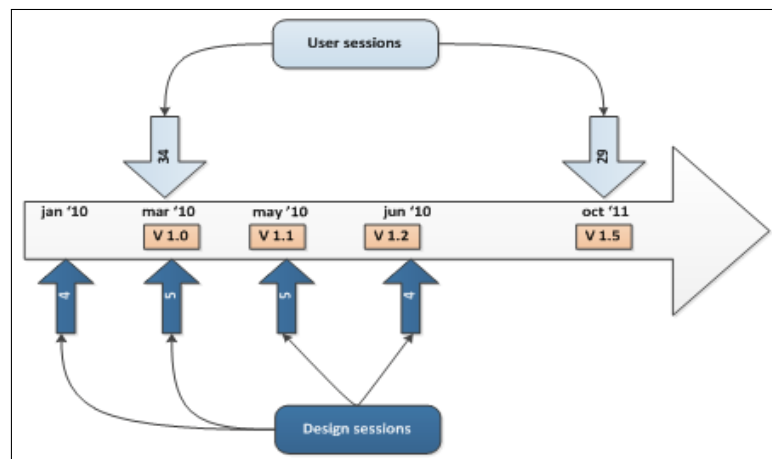 User sessions
34
29
jan ‘10
mar ‘10
may ‘10
jun ‘10
oct ‘11
V 1.0
V 1.1
V 1.2
V 1.5
4
5
5
4
Design sessions